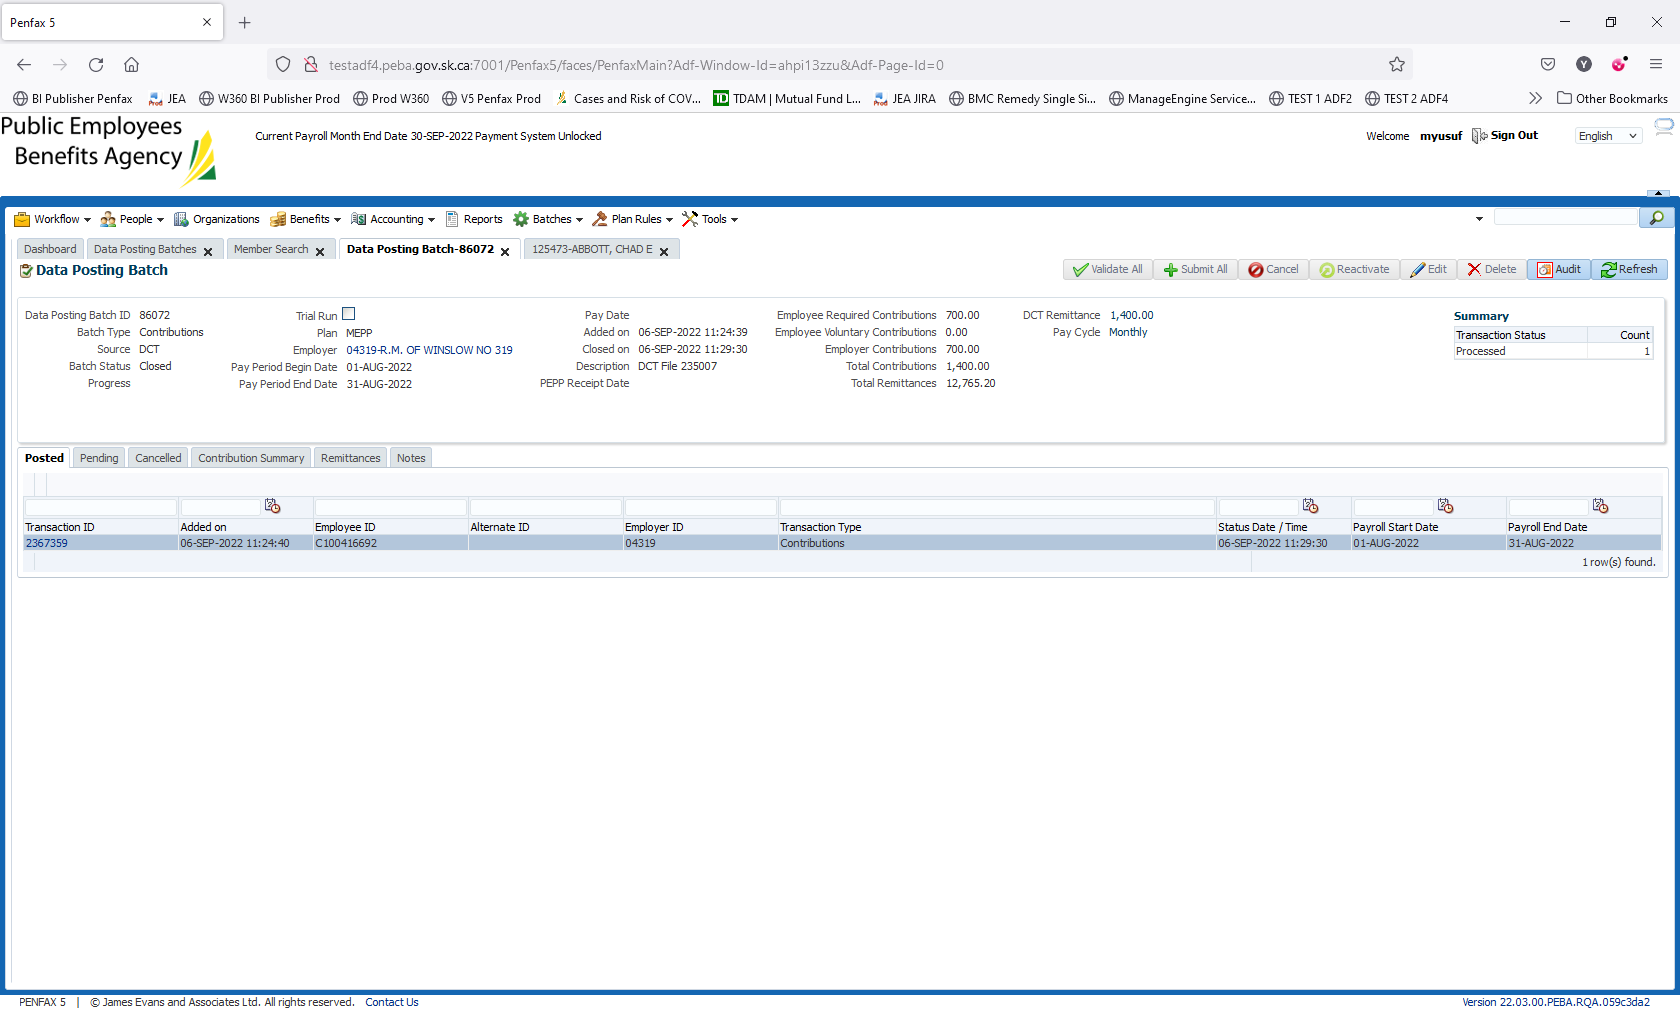 Penfax 5
testadf4.peba.gov.sk.ca:7001/Penfax5/faces/PenfaxMain?Adf-Window-Id=ahpi13zzu&Adf-Page-Id=0
BI Publisher Penfax JEA W360 BI Publisher Prod Prod W360 V5 Penfax Prod Cases and Risk of COV... TDAM | Mutual Fund L... JEA JIRA BMC Remedy Single Si... ManageEngine Service... TEST 1 ADF2 TEST 2 ADF4 Other Bookmarks
Public Employees
Benefits Agency
Current Payroll Month End Date 30-SEP-2022 Payment System Unlocked
Welcome myusuf Sign Out English
Workflow People Organizations Benefits Accounting Reports Batches Plan Rules Tools
Dashboard Data Posting Batches Member Search Data Posting Batch-86072 125473-ABBOTT, CHAD E
Data Posting Batch
Validate All Submit All Cancel Reactivate Edit Delete Audit Refresh
Data Posting Batch ID 86072
Batch Type Contributions
Source DCT
Batch Status Closed
Progress
Trial Run
Plan MEPP
Employer 04319-R.M. OF WINSLOW NO 319
Pay Period Begin Date 01-AUG-2022
Pay Period End Date 31-AUG-2022
Pay Date
Added on 06-SEP-2022 11:24:39
Closed on 06-SEP-2022 11:29:30
Description DCT File 235007
PEPP Receipt Date
Employee Required Contributions 700.00
Employee Voluntary Contributions 0.00
Employer Contributions 700.00
Total Contributions 1,400.00
Total Remittances 12,765.20
DCT Remittance 1,400.00
Pay Cycle Monthly
Summary
Transaction Status Count
Processed 1
Posted Pending Cancelled Contribution Summary Remittances Notes
Transaction ID Added on Employee ID Alternate ID Employer ID Transaction Type Status Date / Time Payroll Start Date Payroll End Date
2367359 06-SEP-2022 11:24:40 C100416692 04319 Contributions 06-SEP-2022 11:29:30 01-AUG-2022 31-AUG-2022
1 row(s) found.
PENFAX 5 | © James Evans and Associates Ltd. All rights reserved. Contact Us
Version 22.03.00.PEBA.RQA.059c3da2